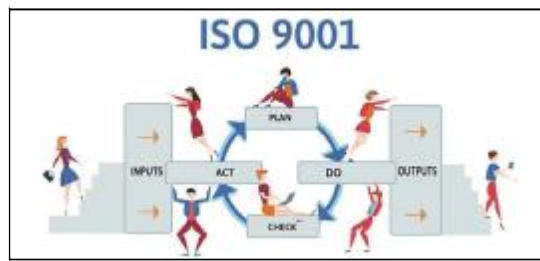 ISO 9001
PLAN
INPUTS
ACT
DO
OUTPUTS
CHECK